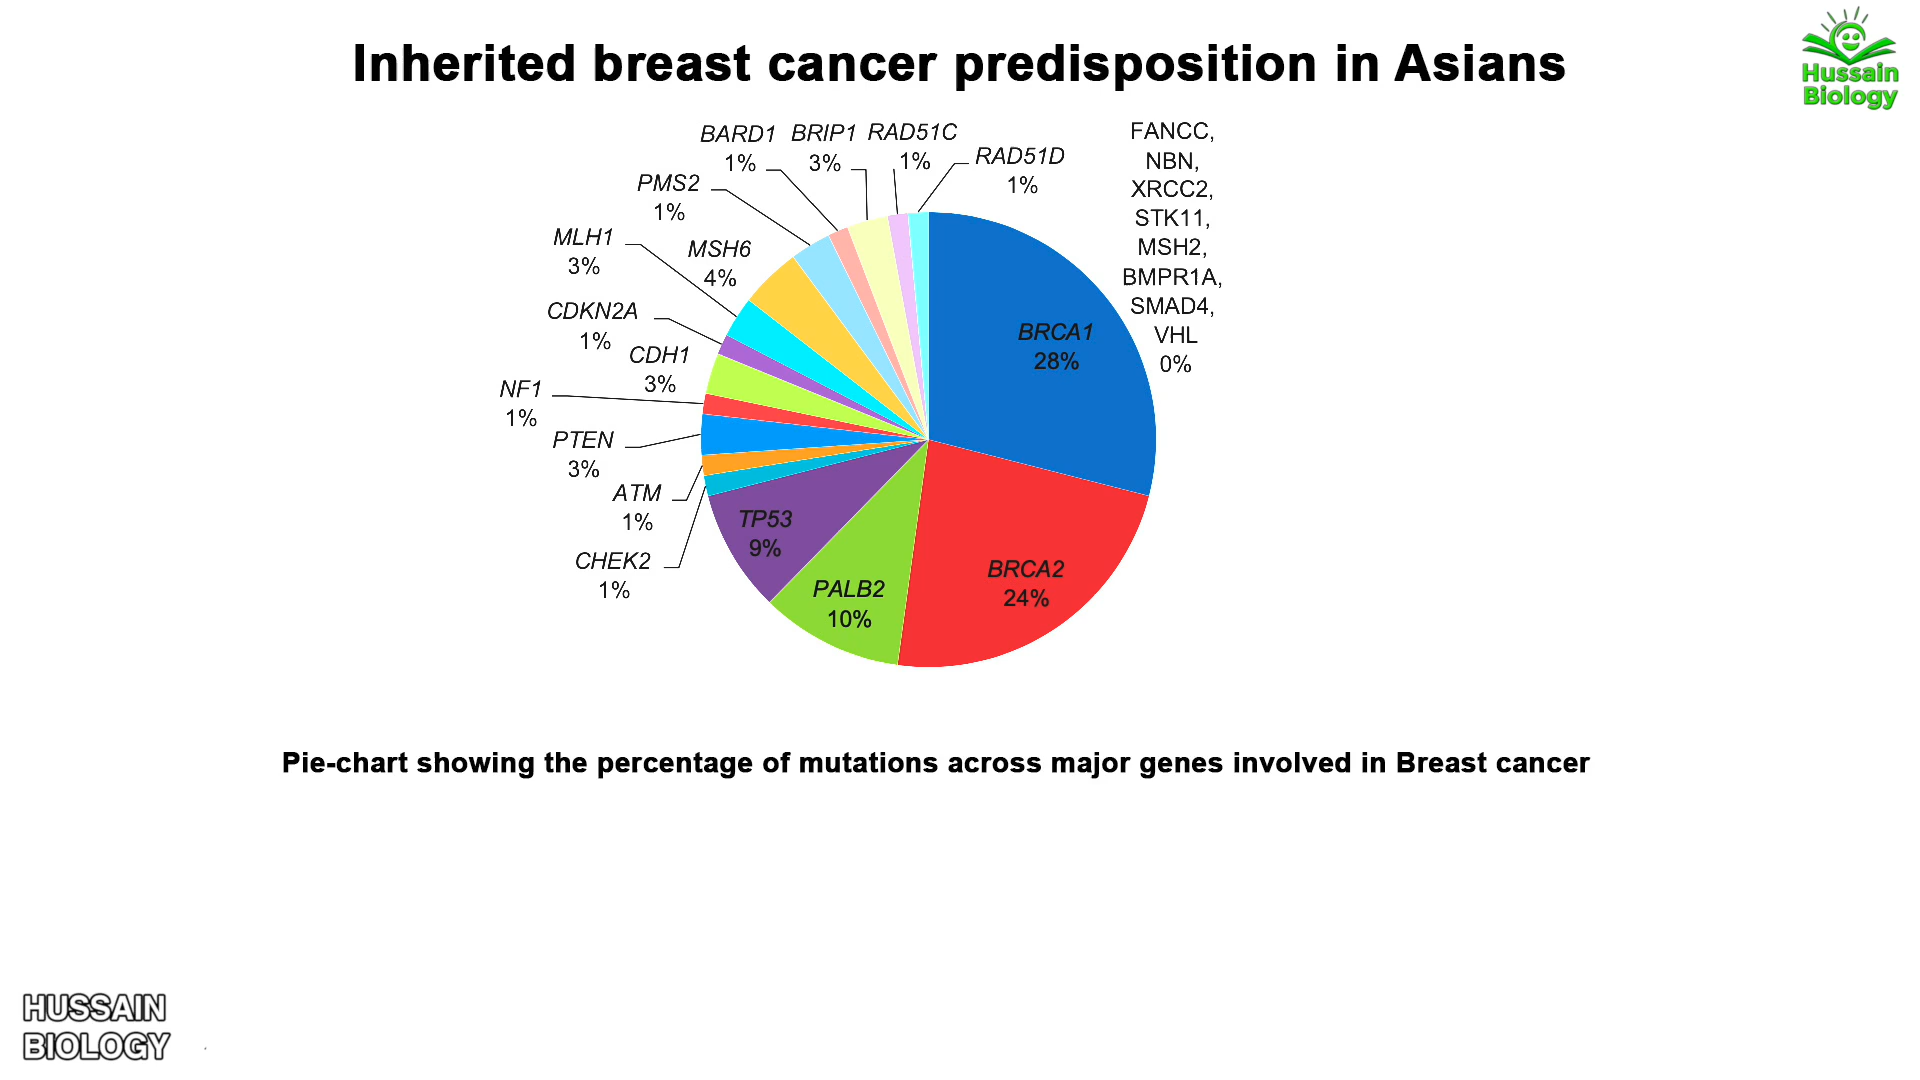 Inherited breast cancer predisposition in Asians
Hussain
Biology
BARD1
1%
BRIP1
3%
RAD51C
1%
RAD51D
1%
FANCC,
NBN,
XRCC2,
STK11,
MSH2,
BMPR1A,
SMAD4,
VHL
0%
PMS2
1%
MLH1
3%
MSH6
4%
CDKN2A
1%
CDH1
3%
NF1
1%
PTEN
3%
ATM
1%
CHEK2
1%
TP53
9%
PALB2
10%
BRCA2
24%
BRCA1
28%
Pie-chart showing the percentage of mutations across major genes involved in Breast cancer
HUSSAIN
BIOLOGY